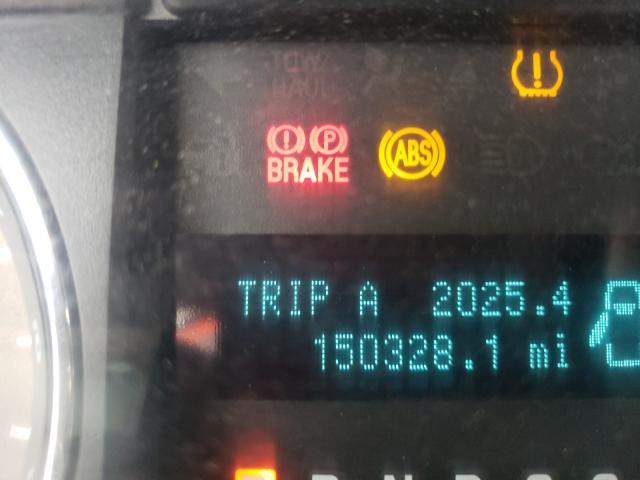 TOW/
HAUL
! P
BRAKE
ABS
!
TRIP A 2025.4
150328.1 mi